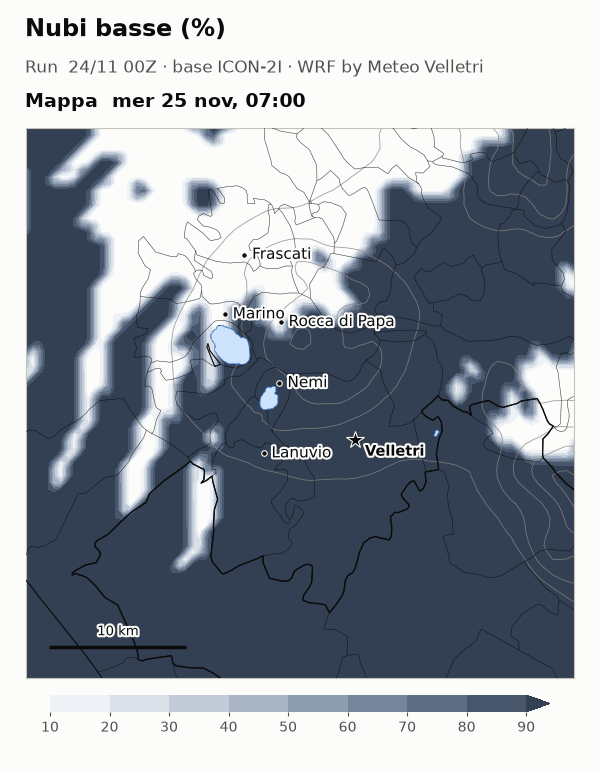 Nubi basse (%)
Run  24/11 00Z · base ICON-2I · WRF by Meteo Velletri
Mappa  mer 25 nov, 07:00
Frascati
Marino
Rocca di Papa
Nemi
Velletri
Lanuvio
10 km
10 20 30 40 50 60 70 80 90